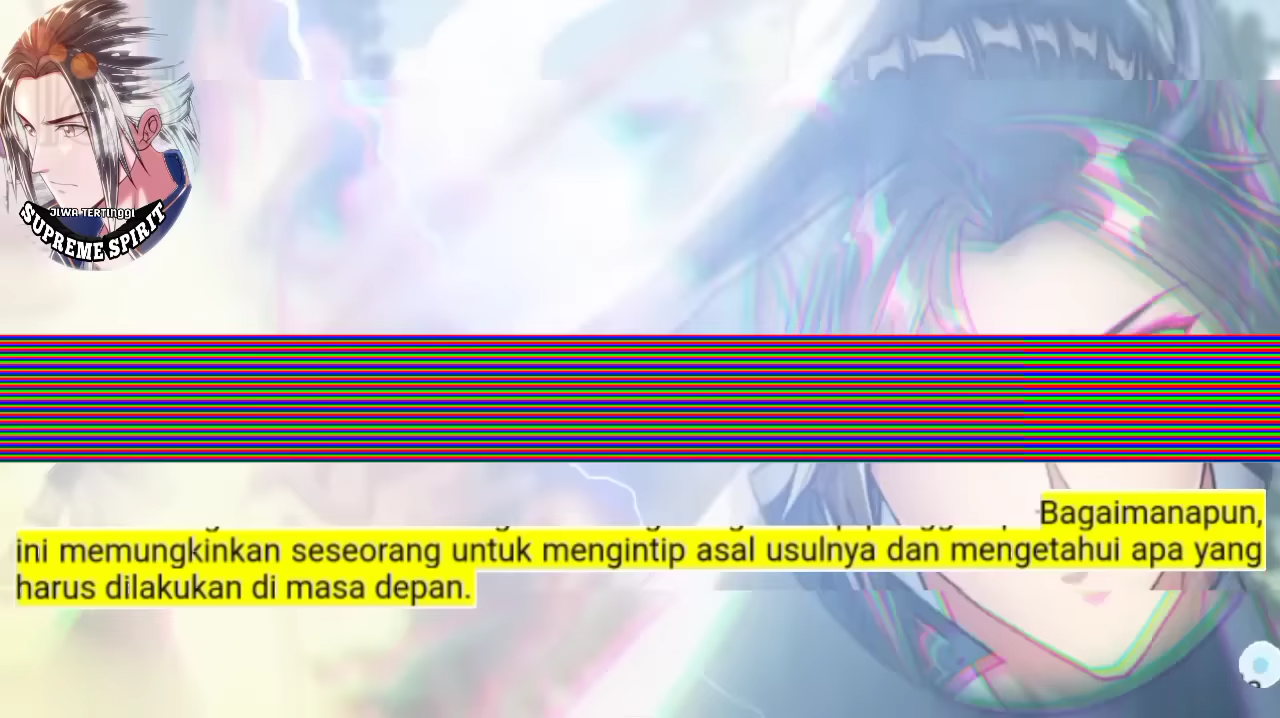 JIWA TERTINGGI
SUPREME SPIRIT
Bagaimanapun,
ini memungkinkan seseorang untuk mengintip asal usulnya dan mengetahui apa yang
harus dilakukan di masa depan.